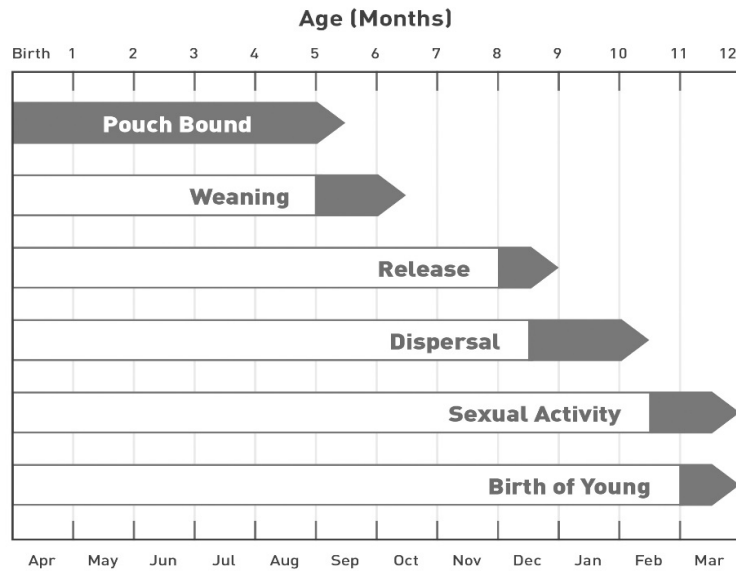 Age (Months)
Birth 1 2 3 4 5 6 7 8 9 10 11 12
Pouch Bound
Weaning
Release
Dispersal
Sexual Activity
Birth of Young
Apr May Jun Jul Aug Sep Oct Nov Dec Jan Feb Mar